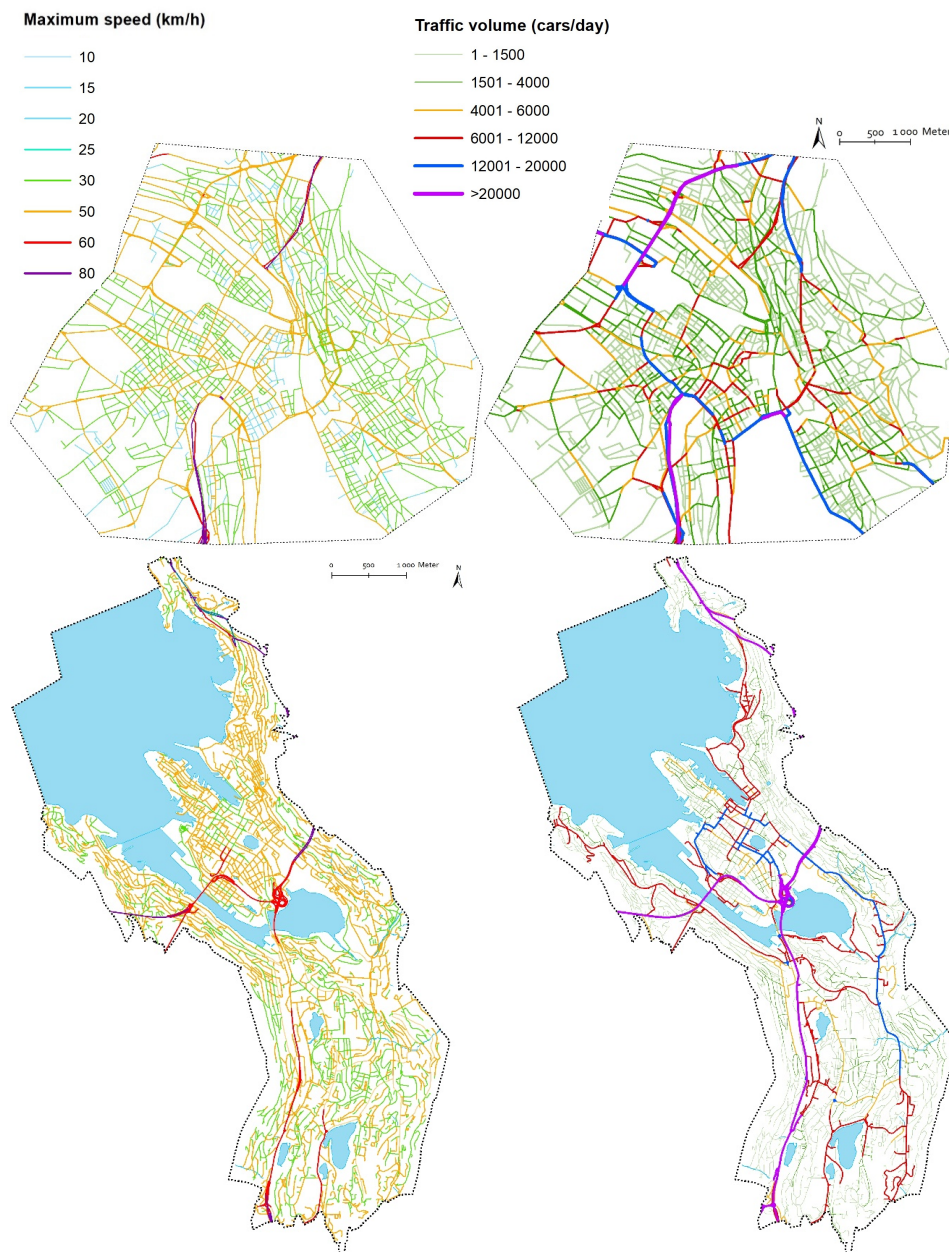 Maximum speed (km/h)
10
15
20
25
30
50
60
80
Traffic volume (cars/day)
1 - 1500
1501 - 4000
4001 - 6000
6001 - 12000
12001 - 20000
>20000
N
0 500 1 000 Meter
0 500 1 000 Meter
N